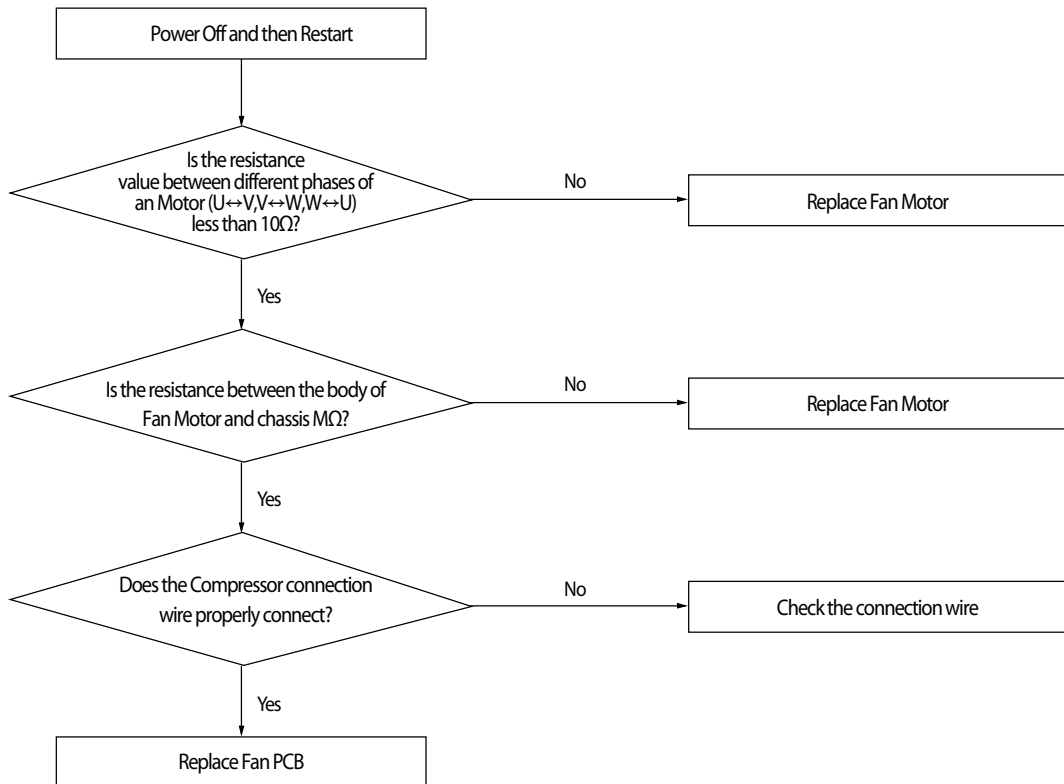 Power Off and then Restart
Is the resistance
value between different phases of
an Motor (U↔V,V↔W,W↔U)
less than 10Ω?
No
Replace Fan Motor
Yes
Is the resistance between the body of
Fan Motor and chassis MΩ?
No
Replace Fan Motor
Yes
Does the Compressor connection
wire properly connect?
No
Check the connection wire
Yes
Replace Fan PCB